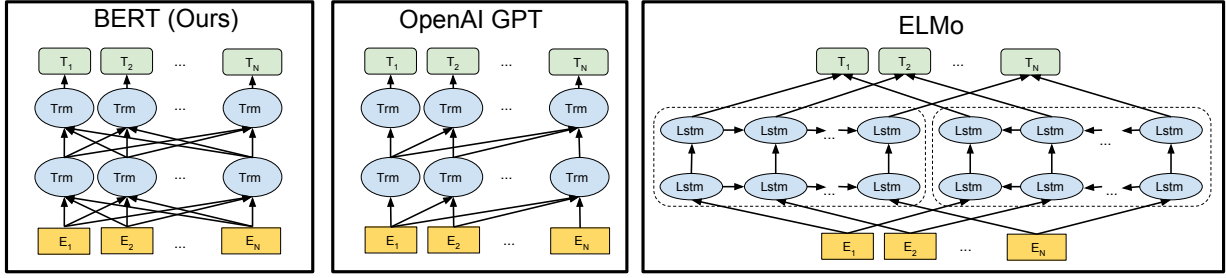 BERT (Ours)
T1 T2 ... TN
Trm Trm ... Trm
Trm Trm ... Trm
E1 E2 ... EN
OpenAI GPT
T1 T2 ... TN
Trm Trm ... Trm
Trm Trm ... Trm
E1 E2 ... EN
ELMo
T1 T2 ... TN
Lstm Lstm ... Lstm Lstm Lstm ... Lstm
Lstm Lstm ... Lstm Lstm Lstm ... Lstm
E1 E2 ... EN